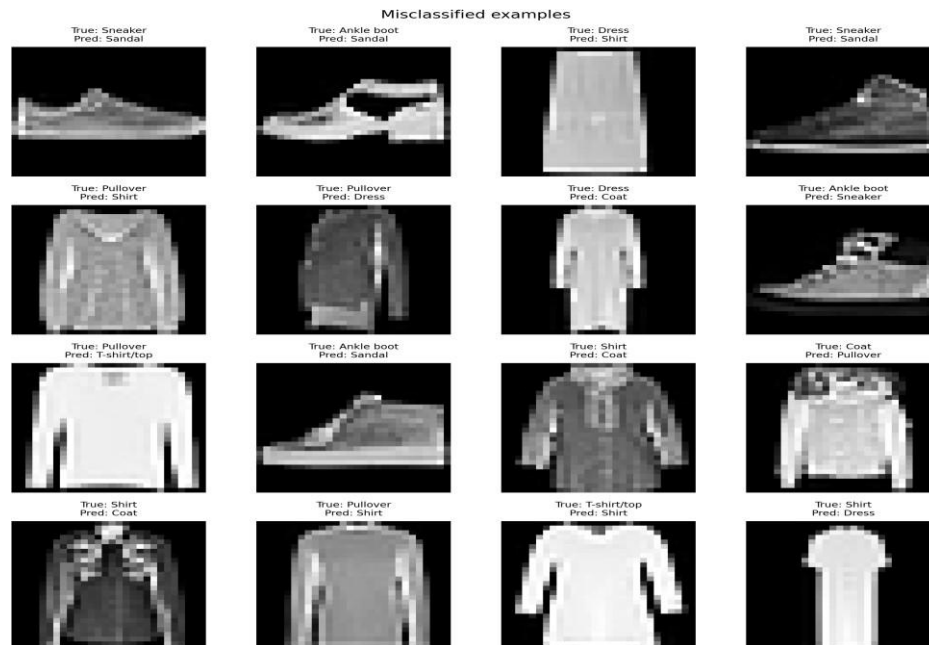 Misclassified examples
True: Sneaker
Pred: Sandal
True: Ankle boot
Pred: Sandal
True: Dress
Pred: Shirt
True: Sneaker
Pred: Sandal
True: Pullover
Pred: Shirt
True: Pullover
Pred: Dress
True: Dress
Pred: Coat
True: Ankle boot
Pred: Sneaker
True: Pullover
Pred: T-shirt/top
True: Ankle boot
Pred: Sandal
True: Shirt
Pred: Coat
True: Coat
Pred: Pullover
True: Shirt
Pred: Coat
True: Pullover
Pred: Shirt
True: T-shirt/top
Pred: Shirt
True: Shirt
Pred: Dress